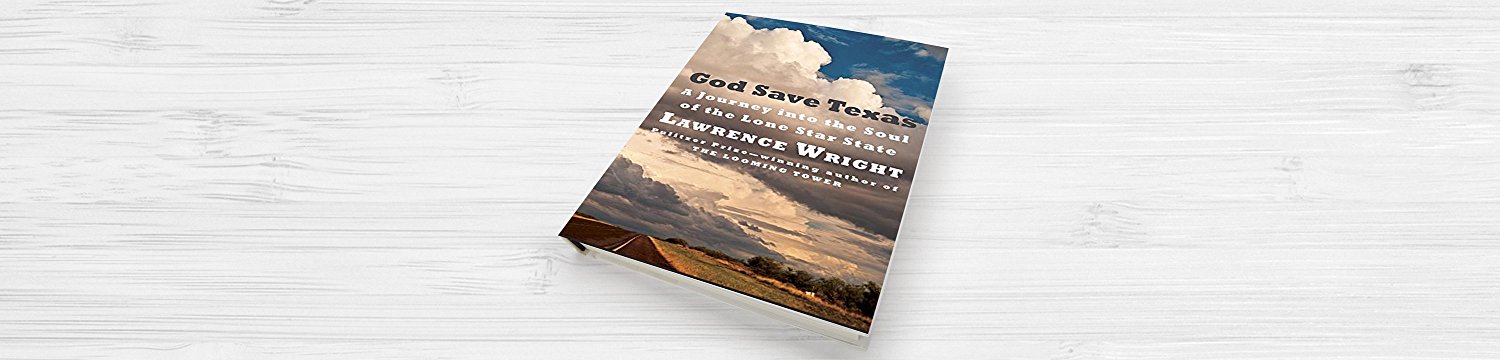 God Save Texas
A Journey into the Soul
of the Lone Star State
LAWRENCE WRIGHT
Pulitzer Prize—winning author of
THE LOOMING TOWER